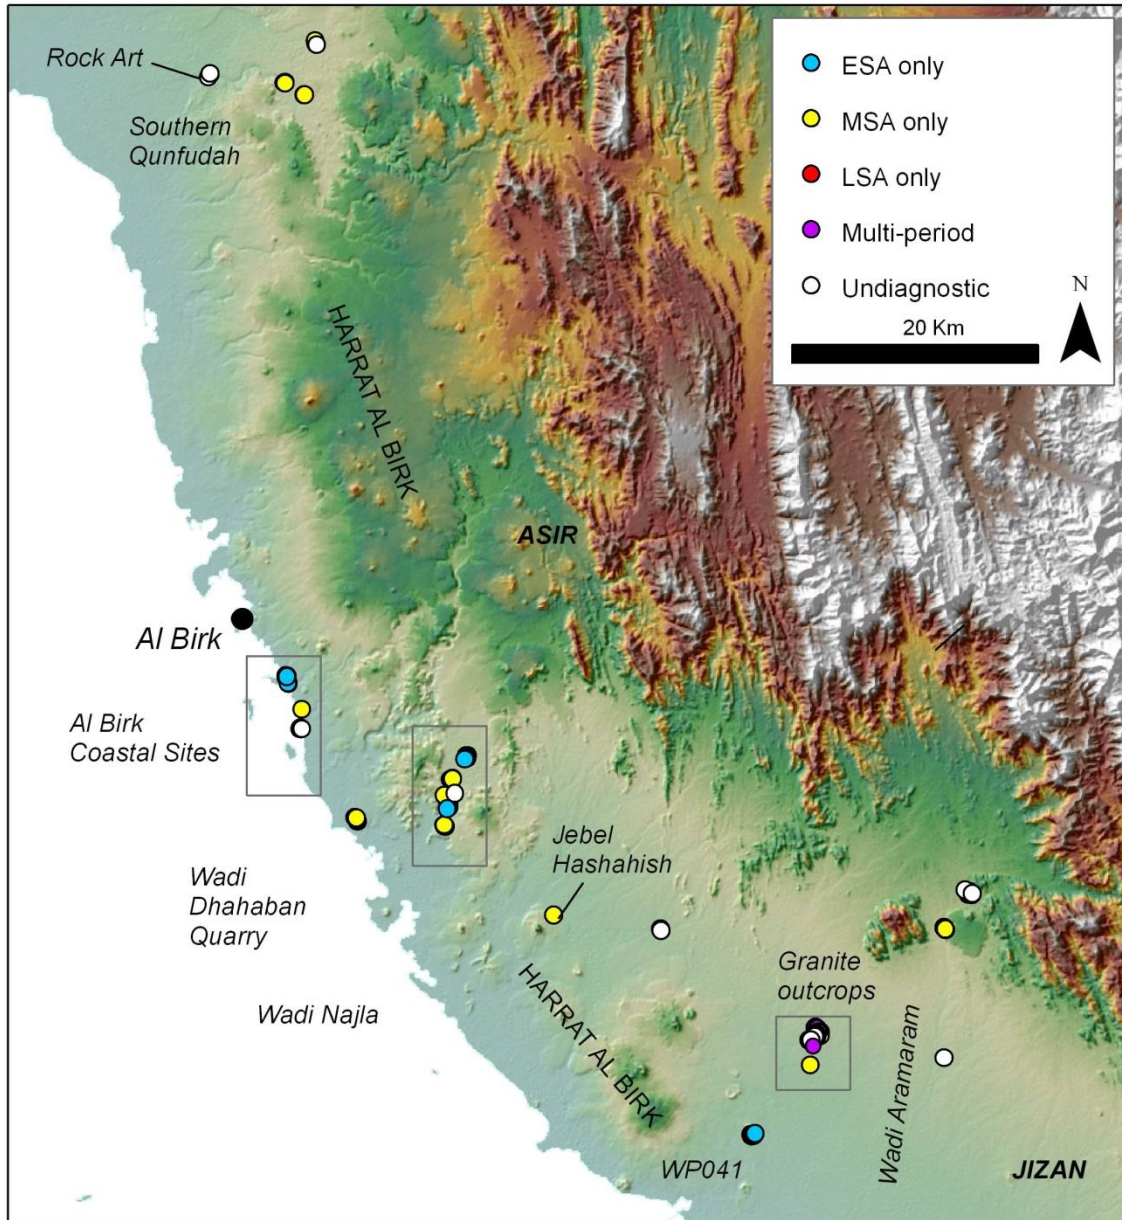 Rock Art
Southern
Qunfudah
ESA only
MSA only
LSA only
Multi-period
Undiagnostic
N
20 Km
HARRAT AL BIRK
ASIR
Al Birk
Al Birk
Coastal Sites
Jebel
Hashahish
Wadi
Dhahaban
Quarry
Granite
outcrops
Wadi Najla
HARRAT AL BIRK
Wadi Aramaram
WP041
JIZAN